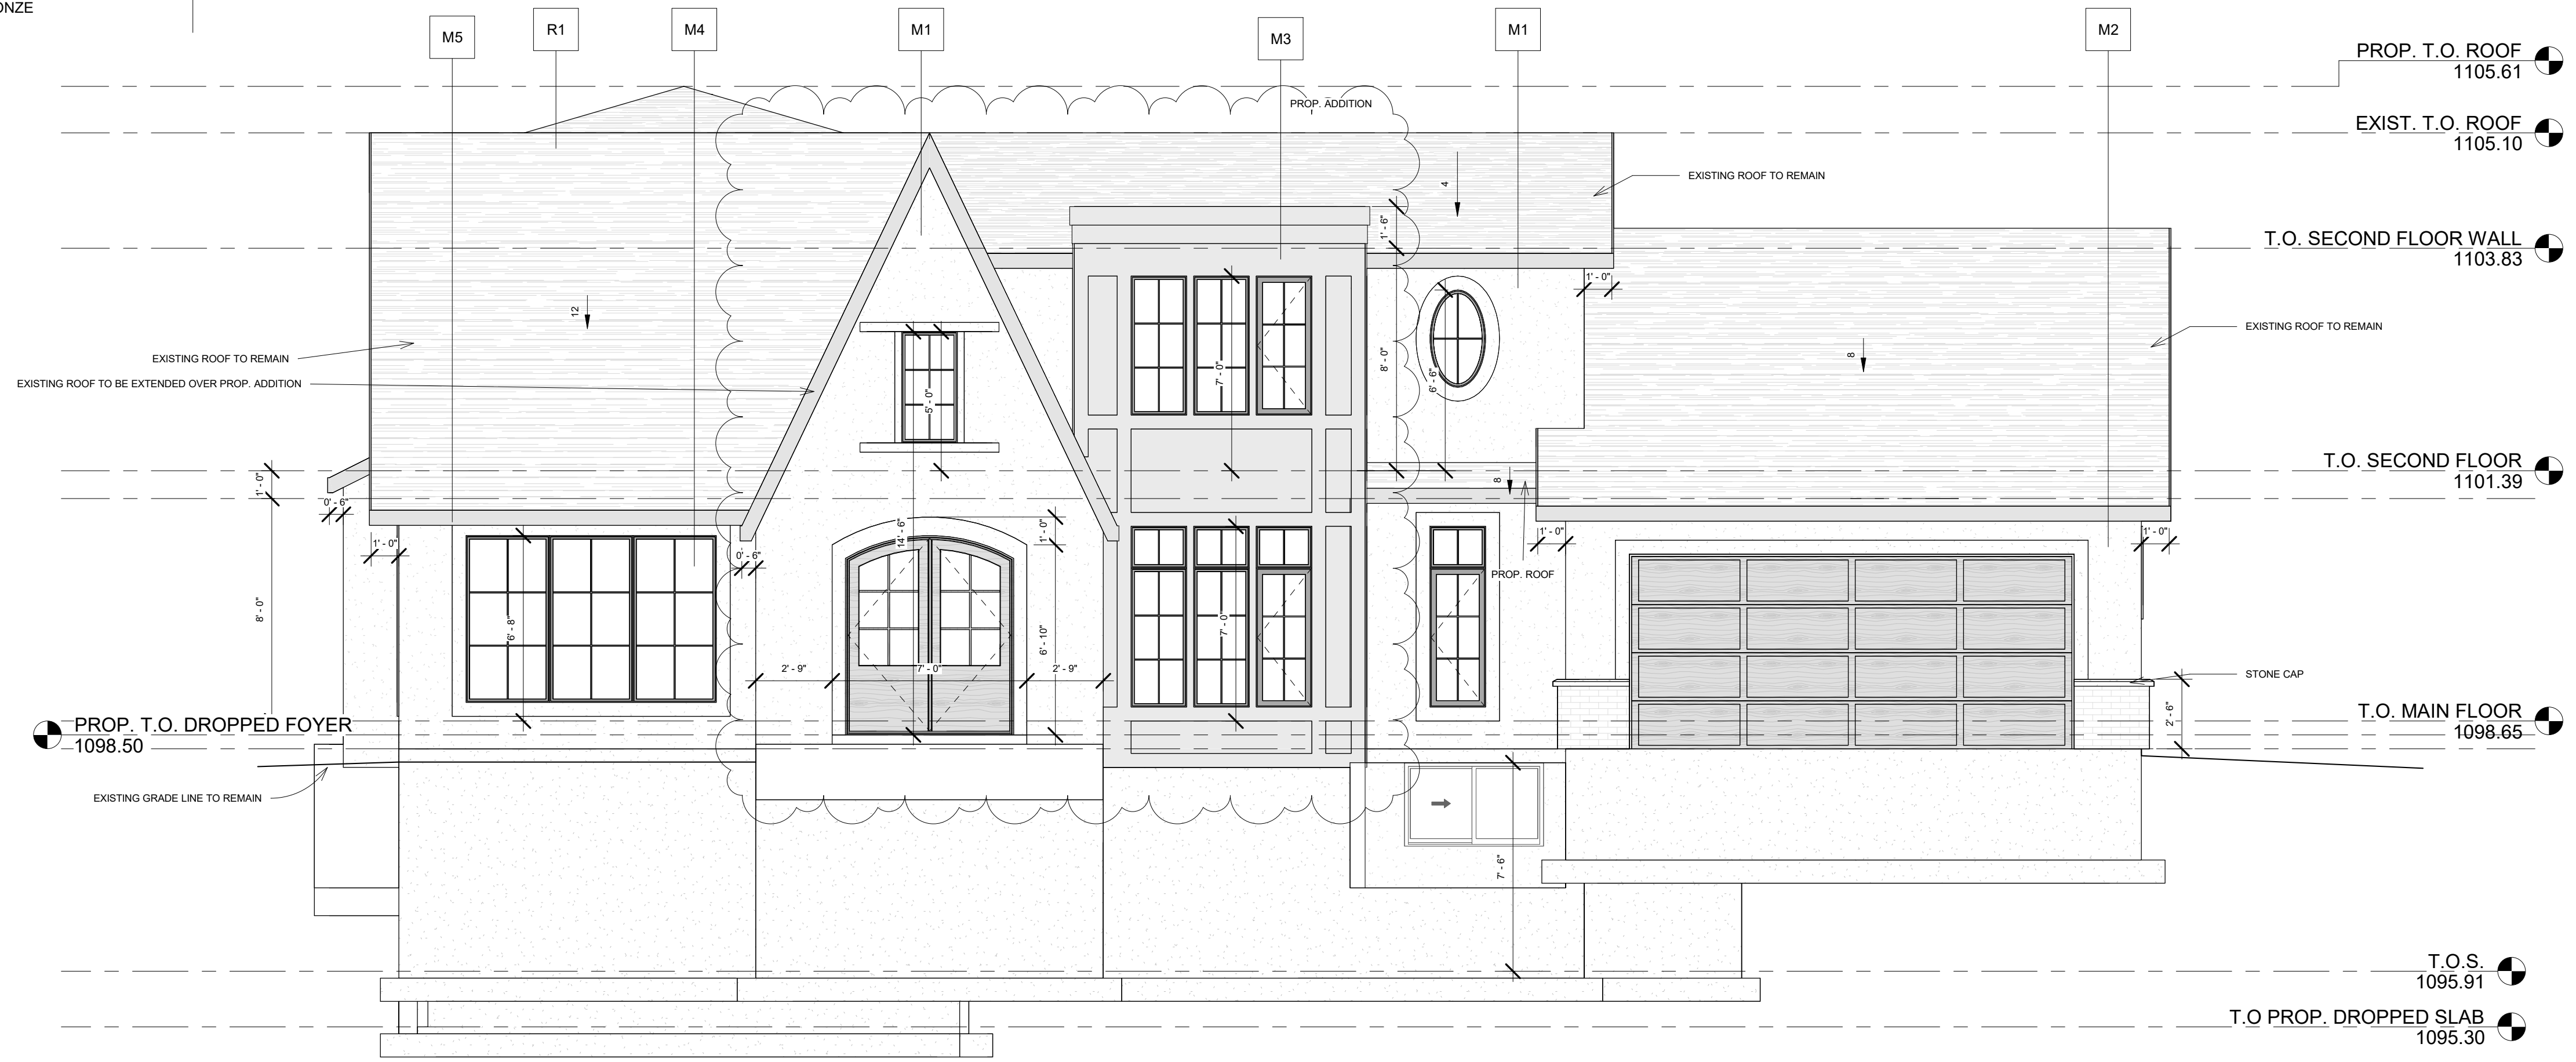 ONZE
M5
R1
M4
M1
M3
M1
M2
PROP. T.O. ROOF
1105.61
PROP. ADDITION
EXIST. T.O. ROOF
1105.10
4
EXISTING ROOF TO REMAIN
1' - 6"
T.O. SECOND FLOOR WALL
1103.83
1' - 0"
12
EXISTING ROOF TO REMAIN
8
EXISTING ROOF TO REMAIN
EXISTING ROOF TO BE EXTENDED OVER PROP. ADDITION
5' - 0"
7' - 0"
8' - 0"
6' - 6"
T.O. SECOND FLOOR
1101.39
1' - 0"
8
0' - 6"
1' - 0"
14' - 6"
0' - 6"
1' - 0"
1' - 0"
1' - 0"
PROP. ROOF
8' - 0"
6' - 8"
7' - 0"
6' - 10"
2' - 9"
7' - 0"
2' - 9"
STONE CAP
2' - 6"
PROP. T.O. DROPPED FOYER
1098.50
T.O. MAIN FLOOR
1098.65
EXISTING GRADE LINE TO REMAIN
7' - 6"
T.O.S.
1095.91
T.O PROP. DROPPED SLAB
1095.30